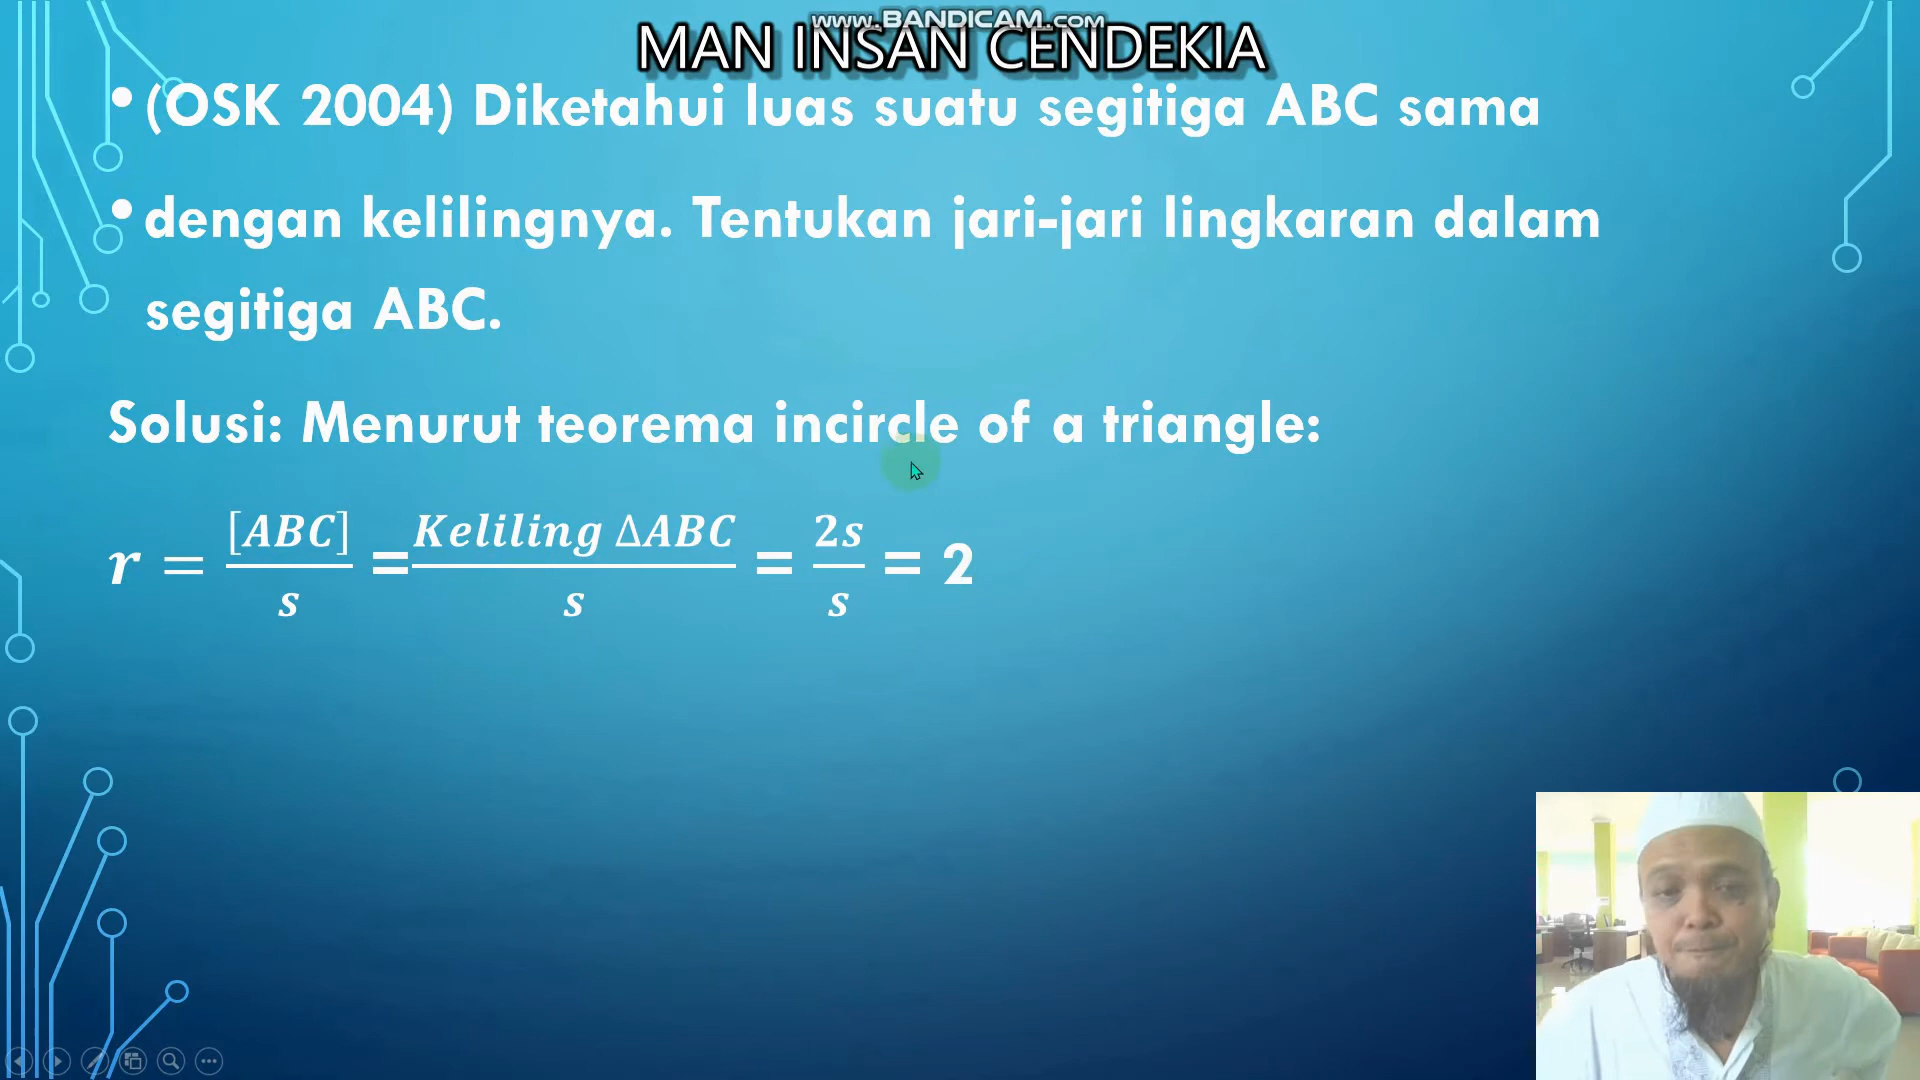 www.BANDICAM.com
MAN INSAN CENDEKIA
• (OSK 2004) Diketahui luas suatu segitiga ABC sama
• dengan kelilingnya. Tentukan jari-jari lingkaran dalam
segitiga ABC.
Solusi: Menurut teorema incircle of a triangle:
r = [ABC]/s = Keliling ΔABC/s = 2s/s = 2